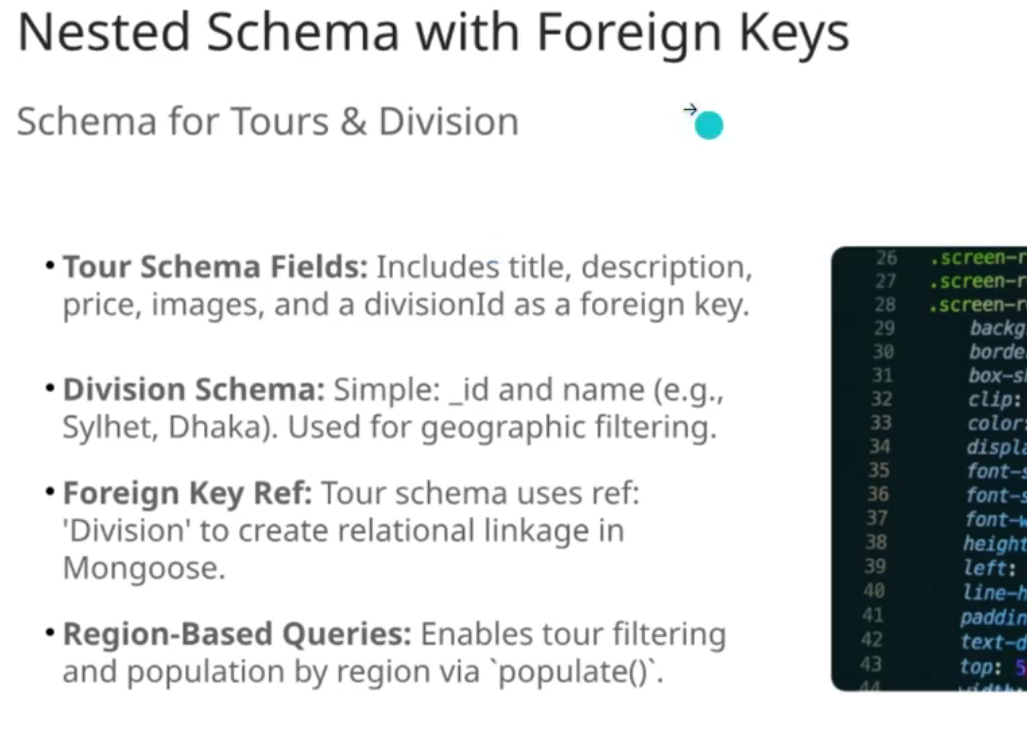 Nested Schema with Foreign Keys
Schema for Tours & Division
• Tour Schema Fields: Includes title, description,
price, images, and a divisionId as a foreign key.
• Division Schema: Simple: _id and name (e.g.,
Sylhet, Dhaka). Used for geographic filtering.
• Foreign Key Ref: Tour schema uses ref:
'Division' to create relational linkage in
Mongoose.
• Region-Based Queries: Enables tour filtering
and population by region via `populate()`.
26 .screen-r
27 .screen-r
28 .screen-r
29 backg
30 borde
31 box-s
32 clip:
33 color:
34 displa
35 font-s
36 font-s
37 font-w
38 height
39 left:
40 line-h
41 paddin
42 text-d
43 top: 5
44 width: